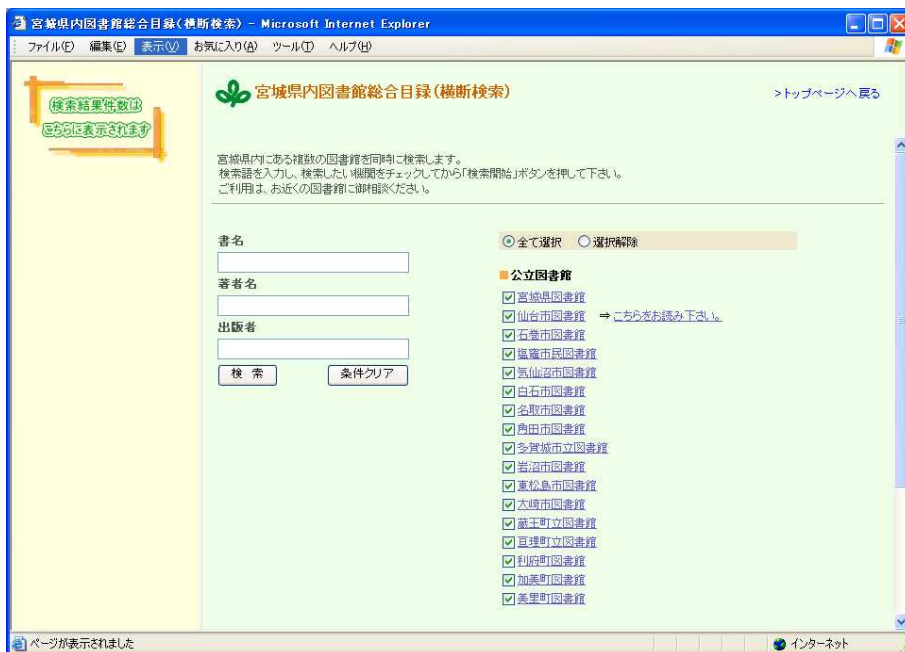 宮城県内図書館総合目録(横断検索) - Microsoft Internet Explorer
ファイル(F) 編集(E) 表示(V) お気に入り(A) ツール(T) ヘルプ(H)
検索結果件数は
こちらに表示されます
宮城県内図書館総合目録(横断検索)
>トップページへ戻る
宮城県内にある複数の図書館を同時に検索します。
検索語を入力し、検索したい機関をチェックしてから「検索開始」ボタンを押して下さい。
ご利用は、お近くの図書館に御相談ください。
書名
著者名
出版者
検 索 条件クリア
全て選択 選択解除
■公立図書館
宮城県図書館
仙台市図書館 ⇒こちらをお読み下さい。
石巻市図書館
塩竈市民図書館
気仙沼市図書館
白石市図書館
名取市図書館
角田市図書館
多賀城市立図書館
岩沼市図書館
東松島市図書館
大崎市図書館
蔵王町立図書館
亘理町立図書館
利府町図書館
加美町図書館
美里町図書館
ページが表示されました
インターネット